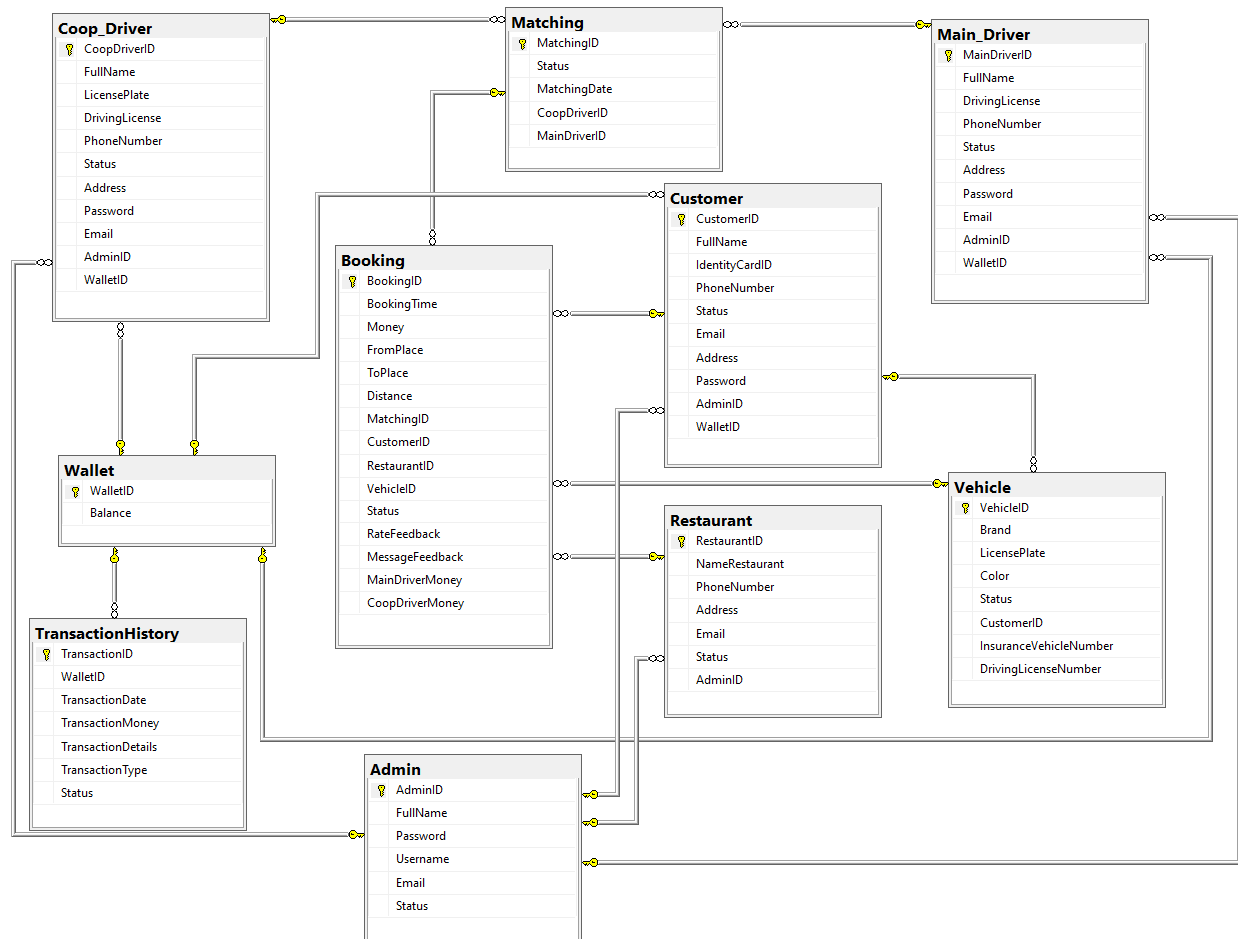 Coop_Driver
CoopDriverID
FullName
LicensePlate
DrivingLicense
PhoneNumber
Status
Address
Password
Email
AdminID
WalletID
Matching
MatchingID
Status
MatchingDate
CoopDriverID
MainDriverID
Main_Driver
MainDriverID
FullName
DrivingLicense
PhoneNumber
Status
Address
Password
Email
AdminID
WalletID
Customer
CustomerID
FullName
IdentityCardID
PhoneNumber
Status
Email
Address
Password
AdminID
WalletID
Booking
BookingID
BookingTime
Money
FromPlace
ToPlace
Distance
MatchingID
CustomerID
RestaurantID
VehicleID
Status
RateFeedback
MessageFeedback
MainDriverMoney
CoopDriverMoney
Wallet
WalletID
Balance
Vehicle
VehicleID
Brand
LicensePlate
Color
Status
CustomerID
InsuranceVehicleNumber
DrivingLicenseNumber
Restaurant
RestaurantID
NameRestaurant
PhoneNumber
Address
Email
Status
AdminID
TransactionHistory
TransactionID
WalletID
TransactionDate
TransactionMoney
TransactionDetails
TransactionType
Status
Admin
AdminID
FullName
Password
Username
Email
Status